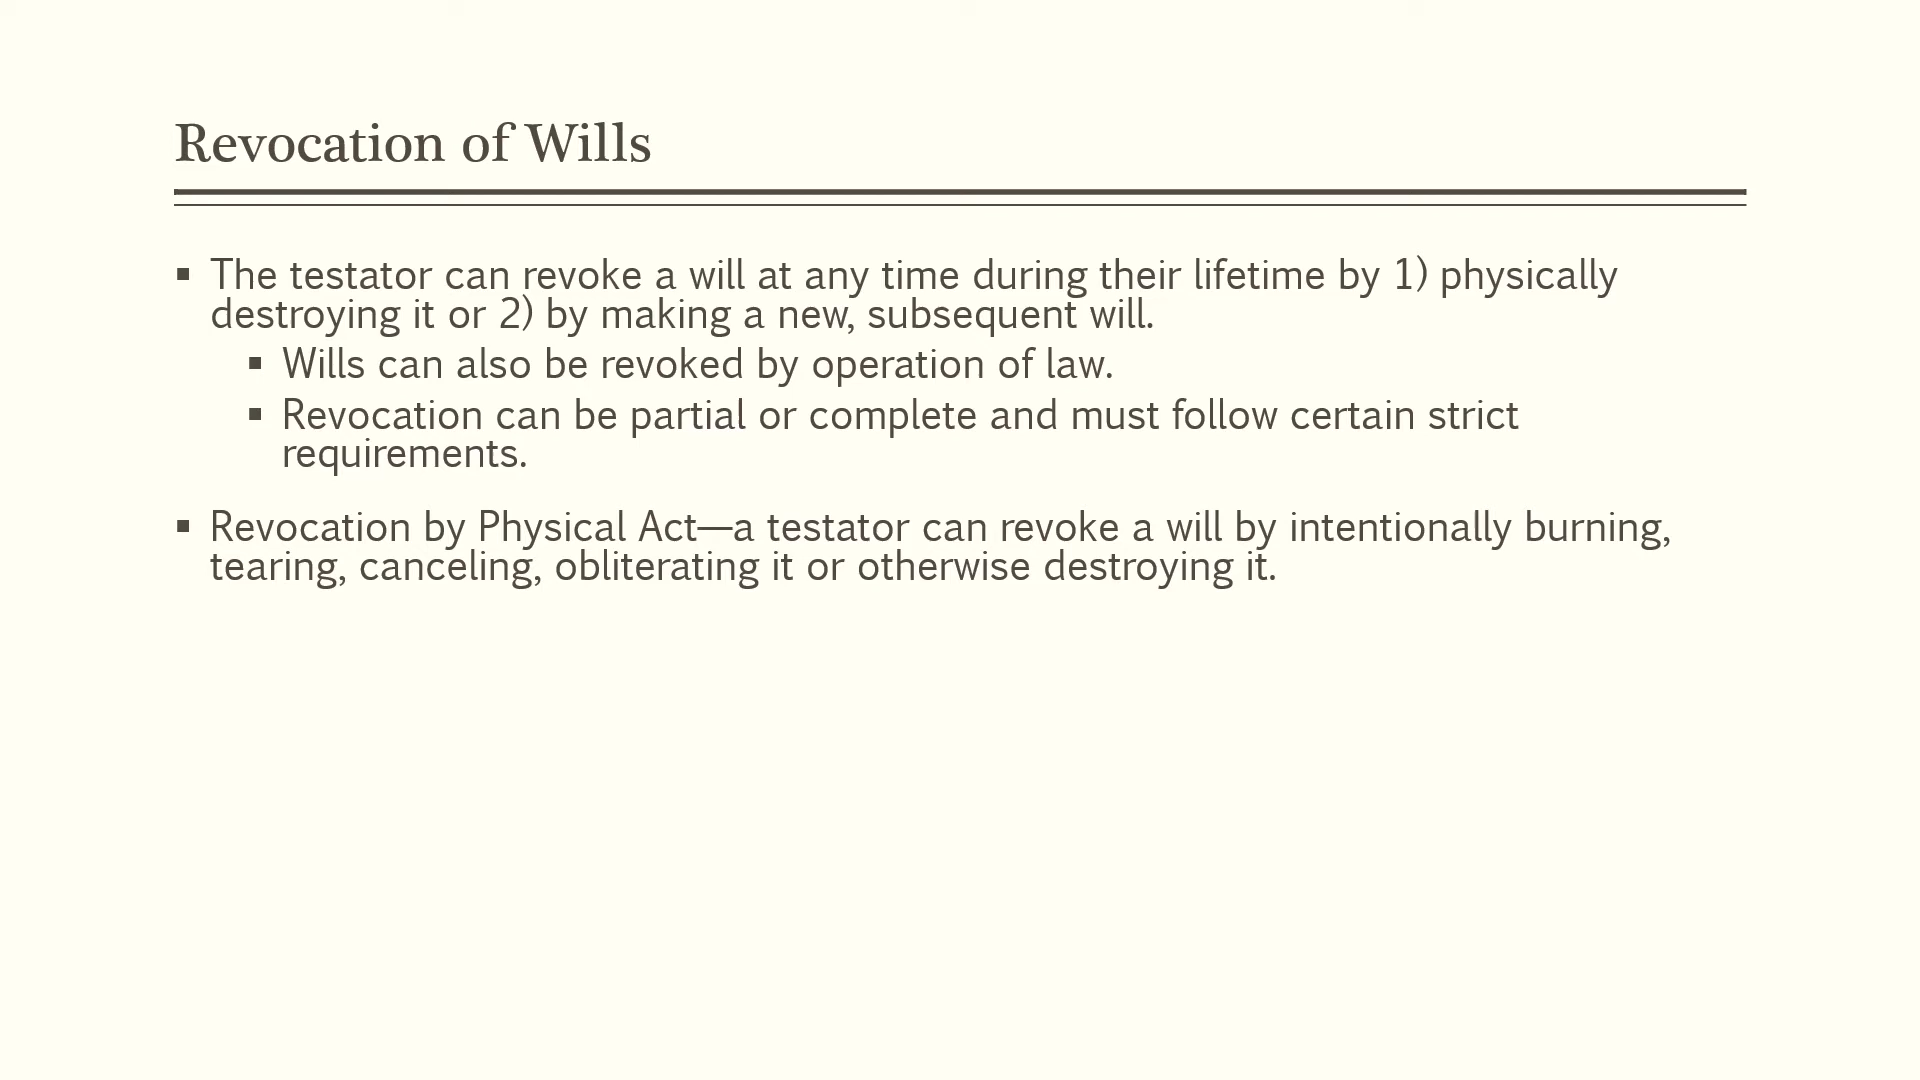 Revocation of Wills
▪ The testator can revoke a will at any time during their lifetime by 1) physically
destroying it or 2) by making a new, subsequent will.
▪ Wills can also be revoked by operation of law.
▪ Revocation can be partial or complete and must follow certain strict
requirements.
▪ Revocation by Physical Act—a testator can revoke a will by intentionally burning,
tearing, canceling, obliterating it or otherwise destroying it.